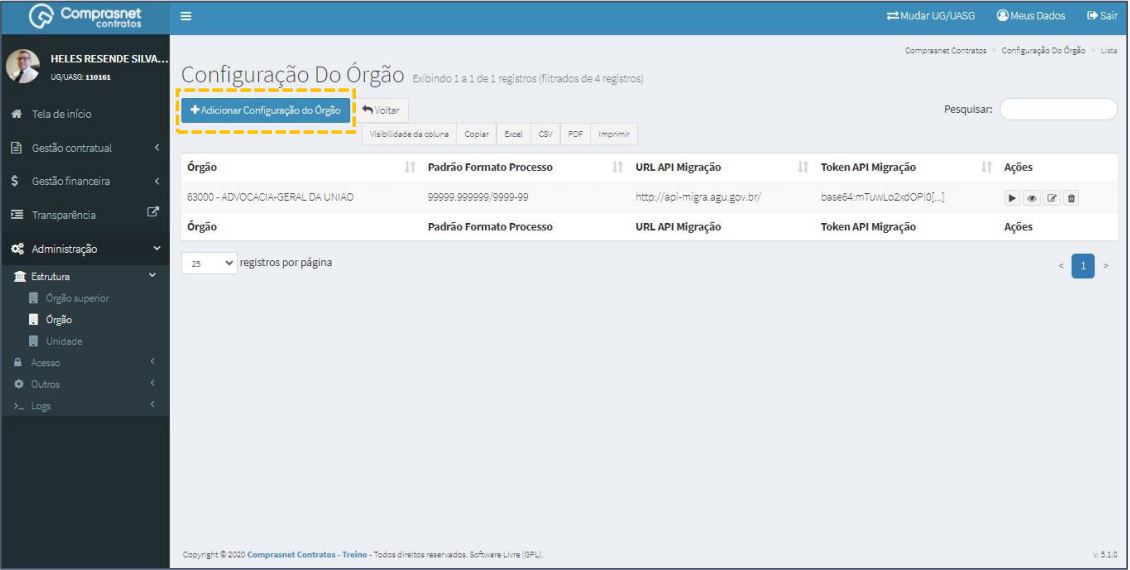 Comprasnet
contratos
Mudar UG/UASG Meus Dados Sair
HELES RESENDE SILVA...
UG/UASG: 110161
Tela de início
Gestão contratual
Gestão financeira
Transparência
Administração
Estrutura
Órgão superior
Órgão
Unidade
Acesso
Outros
Logs
Comprasnet Contratos > Configuração Do Órgão > Lista
Configuração Do Órgão Exibindo 1 a 1 de 1 registros (filtrados de 4 registros)
+Adicionar Configuração do Órgão Voltar
Pesquisar:
Visibilidade da coluna Copiar Excel CSV PDF Imprimir
Órgão Padrão Formato Processo URL API Migração Token API Migração Ações
63000 - ADVOCACIA-GERAL DA UNIAO 99999.999999/9999-99 http://api-migra.agu.gov.br/ base64:mTuwLo2xdOPl0[...]
Órgão Padrão Formato Processo URL API Migração Token API Migração Ações
25 registros por página
< 1 >
Copyright © 2020 Comprasnet Contratos - Treino - Todos direitos reservados. Software Livre (GPL).
v. 5.1.0